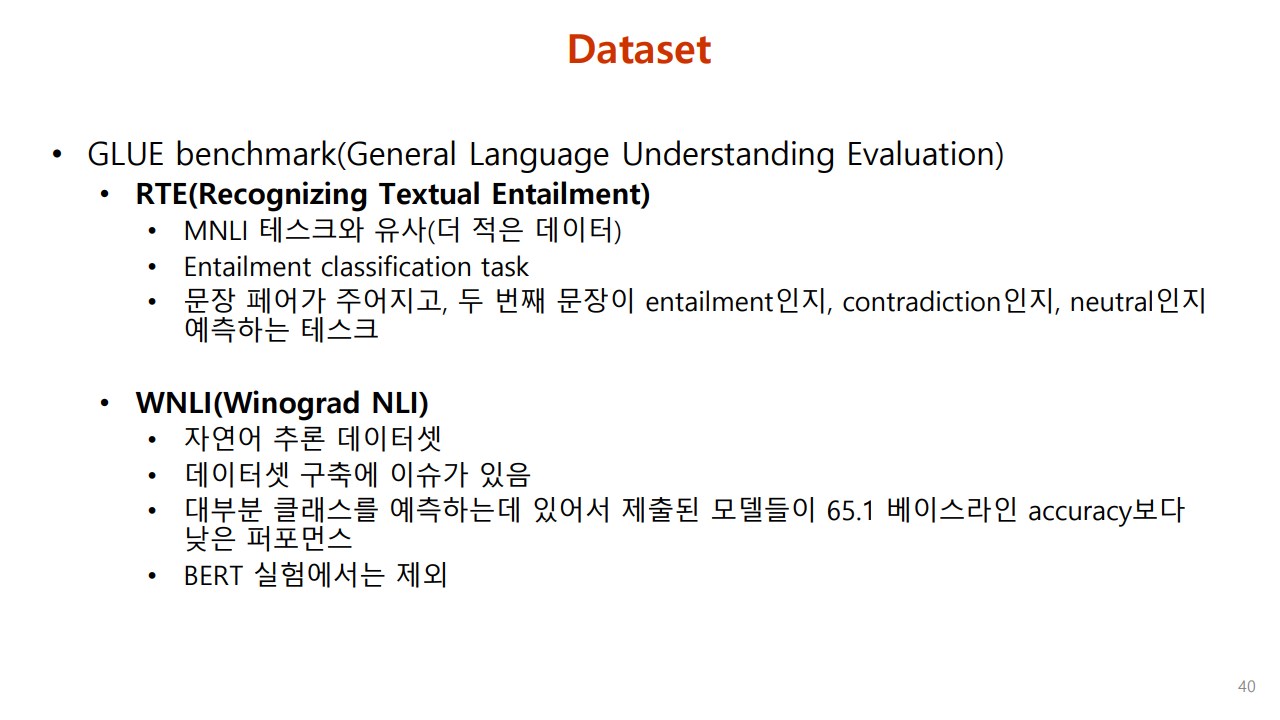 Dataset
• GLUE benchmark(General Language Understanding Evaluation)
• RTE(Recognizing Textual Entailment)
• MNLI 테스크와 유사(더 적은 데이터)
• Entailment classification task
• 문장 페어가 주어지고, 두 번째 문장이 entailment인지, contradiction인지, neutral인지
예측하는 테스크
• WNLI(Winograd NLI)
• 자연어 추론 데이터셋
• 데이터셋 구축에 이슈가 있음
• 대부분 클래스를 예측하는데 있어서 제출된 모델들이 65.1 베이스라인 accuracy보다
낮은 퍼포먼스
• BERT 실험에서는 제외
40